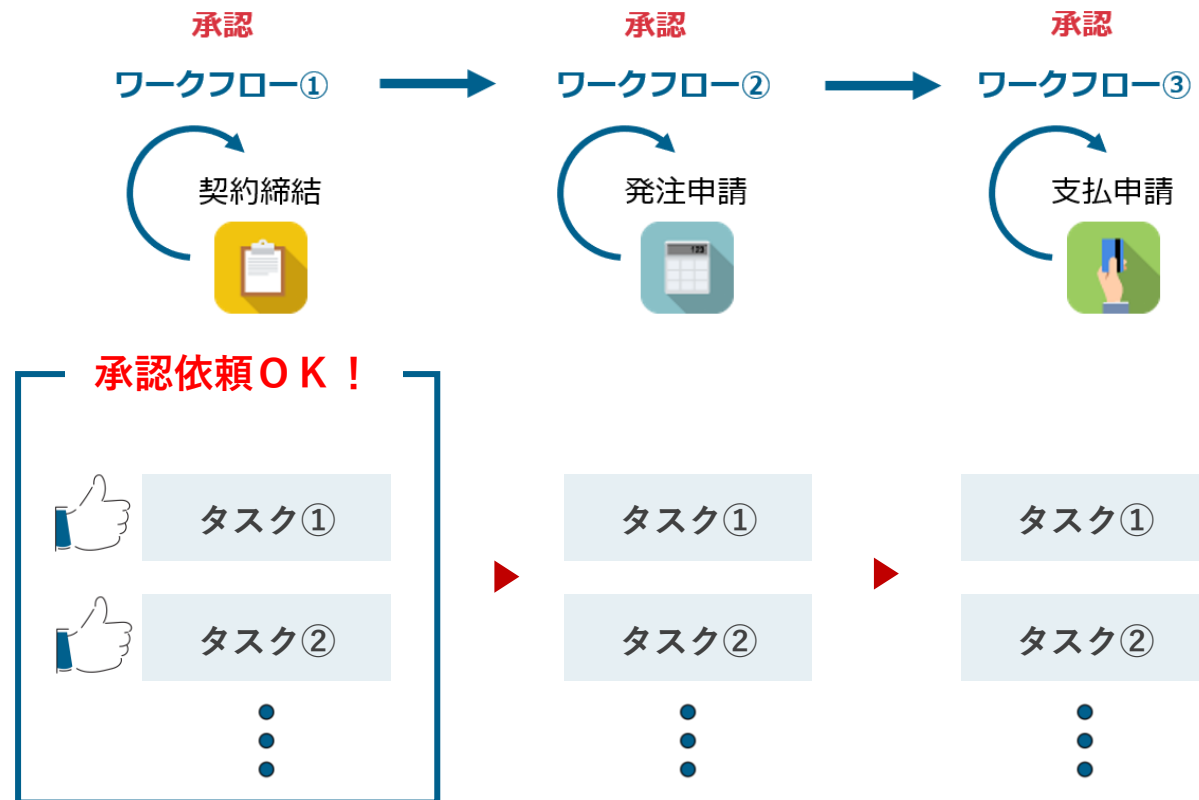 承認 承認 承認
ワークフロー① ワークフロー② ワークフロー③
契約締結 発注申請 支払申請
123
承認依頼OK！
タスク① タスク① タスク①
タスク② タスク② タスク②